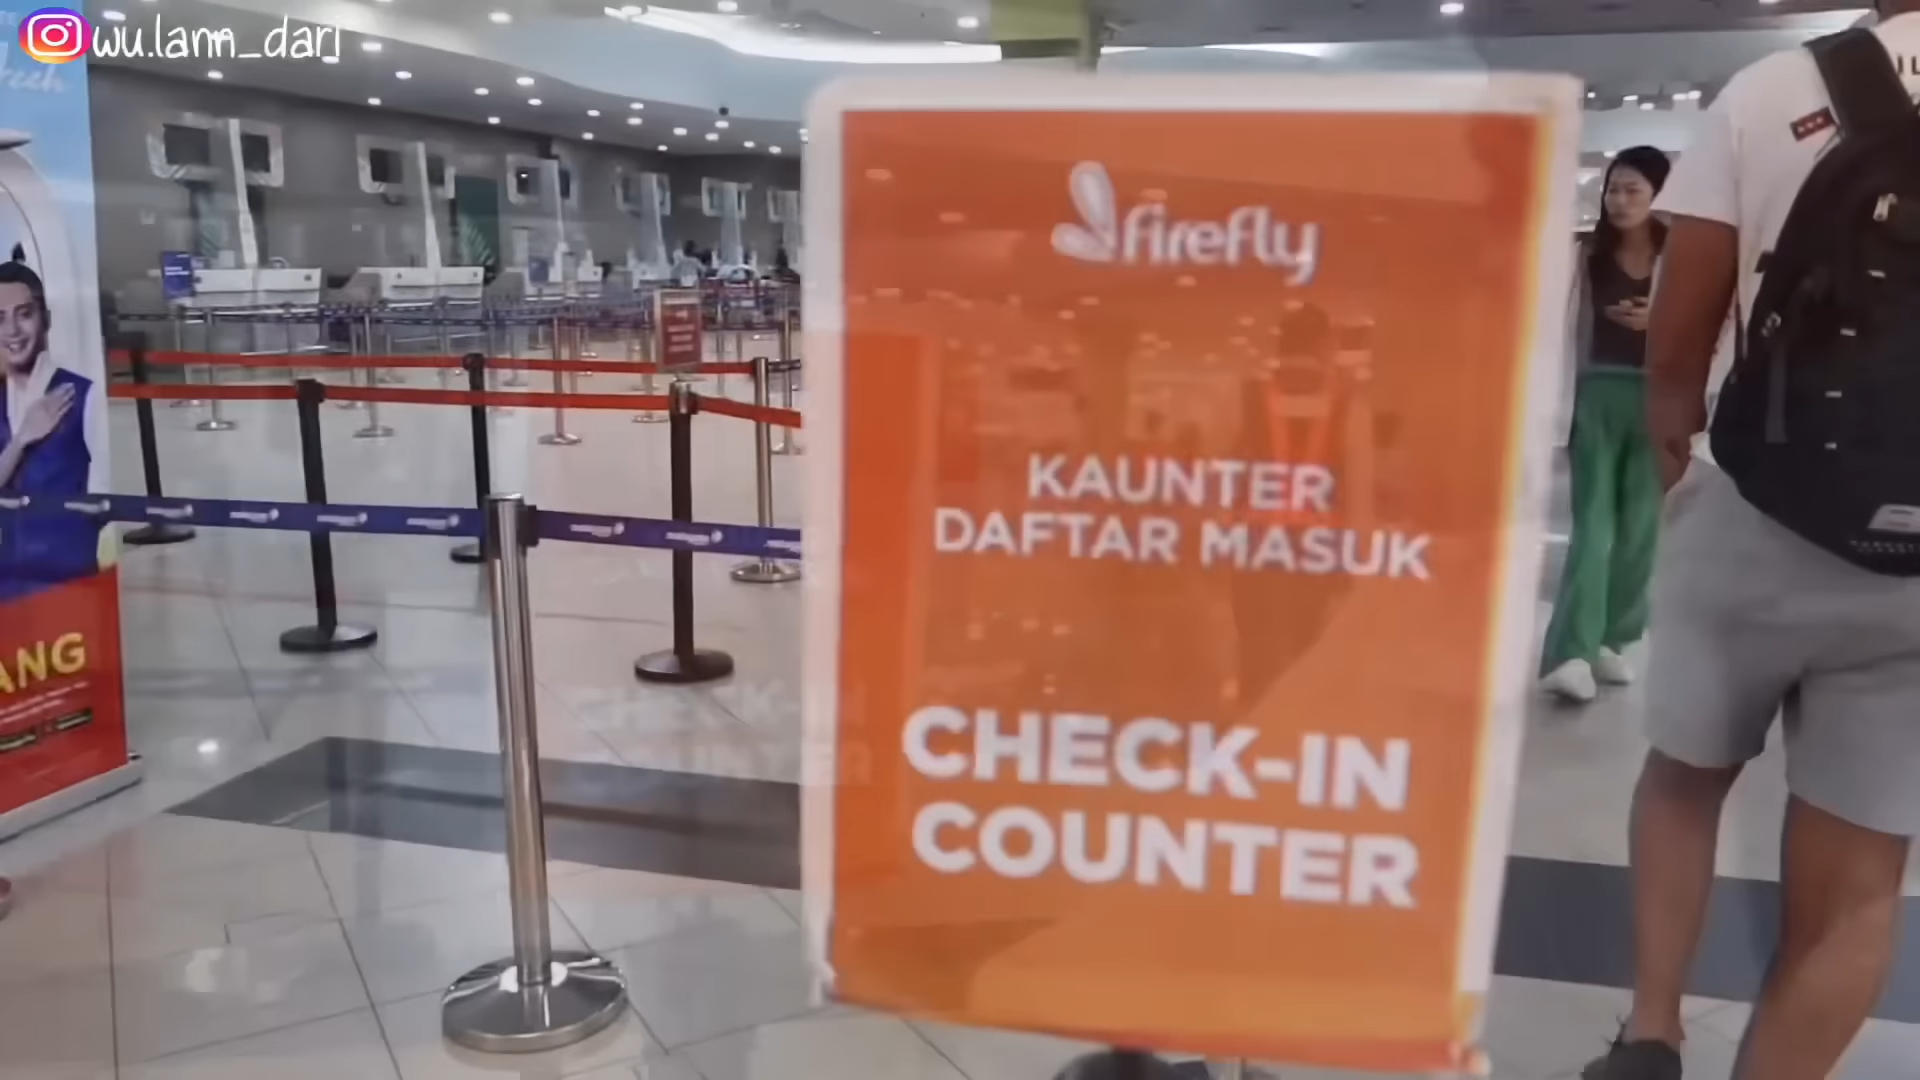 wu.lann_dari
firefly
KAUNTER
DAFTAR MASUK
CHECK-IN
COUNTER
ANG